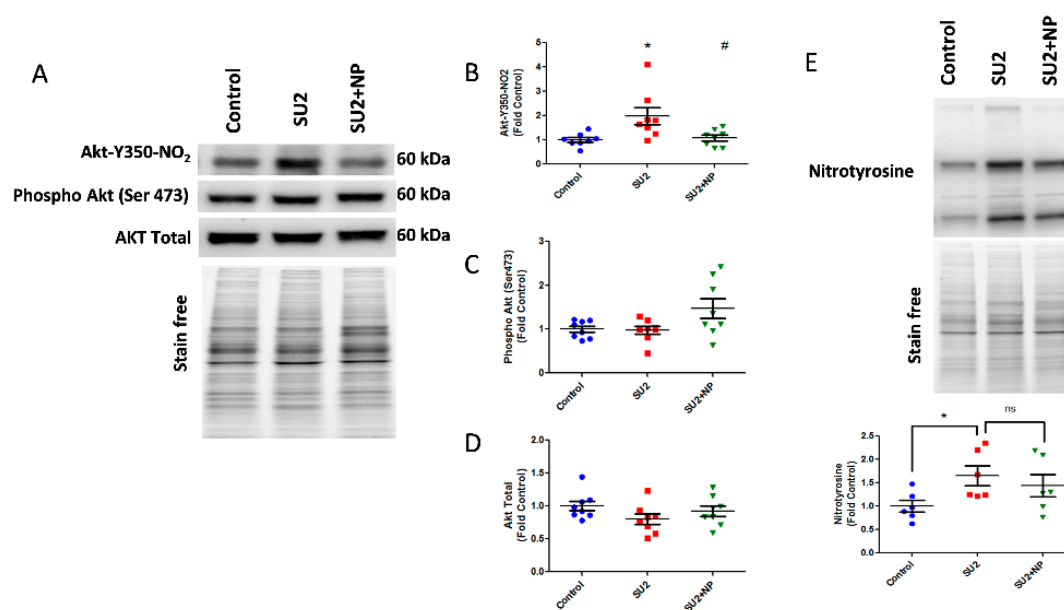 A
Control
SU2
SU2+NP
Akt-Y350-NO2
60 kDa
Phospho Akt (Ser 473)
60 kDa
AKT Total
60 kDa
Stain free
B
Akt-Y350-NO2
(Fold Control)
5
4
3
2
1
0
*
#
Control
SU2
SU2+NP
C
Phospho Akt (Ser473)
(Fold Control)
3
2
1
0
Control
SU2
SU2+NP
D
Akt Total
(Fold Control)
2.0
1.5
1.0
0.5
0.0
Control
SU2
SU2+NP
E
Control
SU2
SU2+NP
Nitrotyrosine
Stain free
Nitrotyrosine
(Fold Control)
2.5
2.0
1.5
1.0
0.5
0.0
*
ns
Control
SU2
SU2+NP